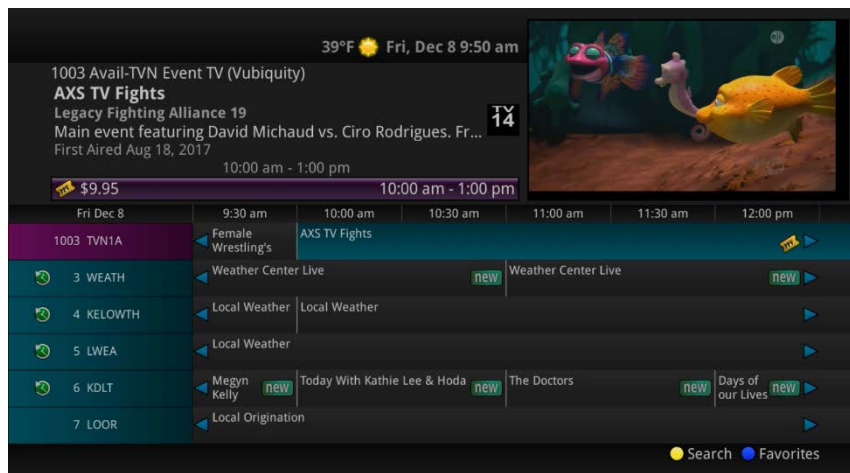 39°F Fri, Dec 8 9:50 am
1003 Avail-TVN Event TV (Vubiquity)
AXS TV Fights
Legacy Fighting Alliance 19
Main event featuring David Michaud vs. Ciro Rodrigues. Fr...
TV
14
First Aired Aug 18, 2017
10:00 am - 1:00 pm
$9.95 10:00 am - 1:00 pm
Fri Dec 8 9:30 am 10:00 am 10:30 am 11:00 am 11:30 am 12:00 pm
1003 TVN1A
Female
Wrestling's
AXS TV Fights
3 WEATH
Weather Center Live new
Weather Center Live new
4 KELOWTH
Local Weather
Local Weather
5 LWEA
Local Weather
6 KDLT
Megyn
Kelly
new
Today With Kathie Lee & Hoda new
The Doctors new
Days of
our Lives
new
7 LOOR
Local Origination
Search Favorites